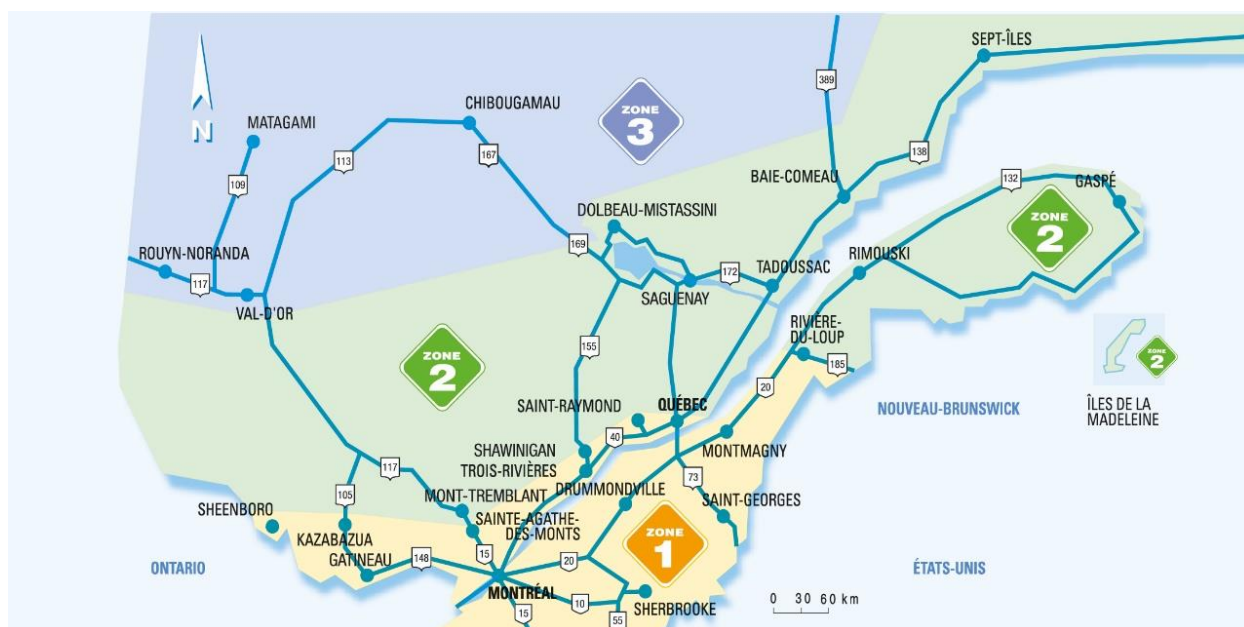 SEPT-ÎLES
389
ZONE
3
CHIBOUGAMAU
MATAGAMI
N
113
167
138
109
BAIE-COMEAU
132
GASPÉ
ZONE
2
DOLBEAU-MISTASSINI
169
ROUYN-NORANDA
117
172
TADOUSSAC
RIMOUSKI
SAGUENAY
VAL-D'OR
RIVIÈRE-
DU-LOUP
185
155
ZONE
2
ZONE
2
20
ÎLES DE LA
MADELEINE
NOUVEAU-BRUNSWICK
SAINT-RAYMOND
QUÉBEC
40
MONTMAGNY
SHAWINIGAN
TROIS-RIVIÈRES
117
73
DRUMMONDVILLE
105
MONT-TREMBLANT
SAINT-GEORGES
SHEENBORO
SAINTE-AGATHE-
DES-MONTS
KAZABAZUA
ZONE
1
GATINEAU
148
15
20
ONTARIO
ÉTATS-UNIS
MONTRÉAL
10
SHERBROOKE
15
55
0 30 60 km